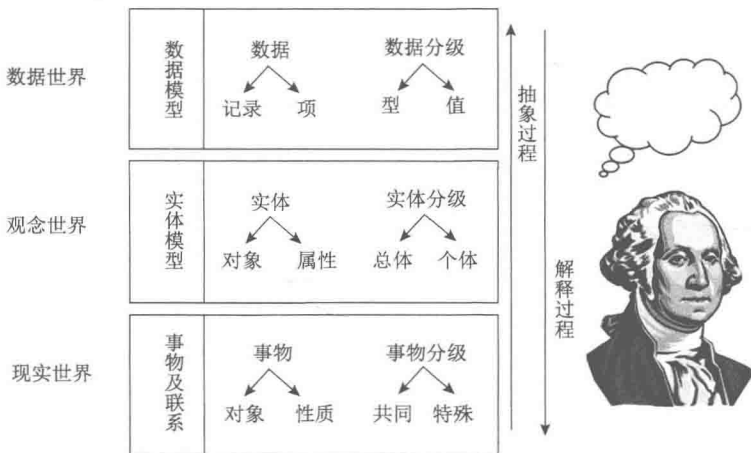 数据世界
数据模型
数据
数据分级
记录
项
型
值
观念世界
实体模型
实体
实体分级
对象
属性
总体
个体
现实世界
事物及联系
事物
事物分级
对象
性质
共同
特殊
抽象过程
解释过程